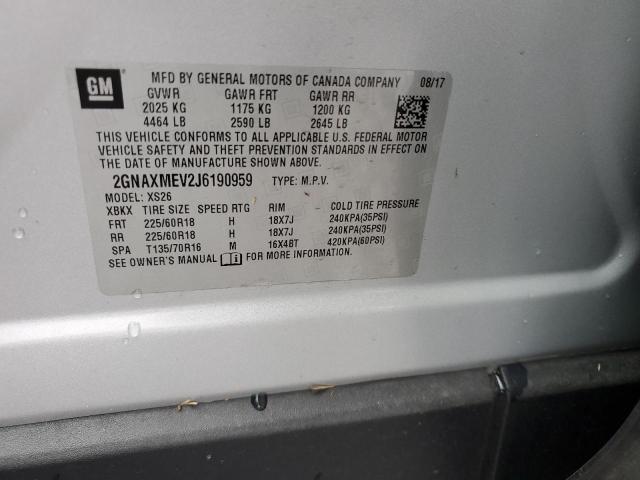 GM
MFD BY GENERAL MOTORS OF CANADA COMPANY 08/17
GVWR GAWR FRT GAWR RR
2025 KG 1175 KG 1200 KG
4464 LB 2590 LB 2645 LB
THIS VEHICLE CONFORMS TO ALL APPLICABLE U.S. FEDERAL MOTOR
VEHICLE SAFETY AND THEFT PREVENTION STANDARDS IN EFFECT ON
THE DATE OF MANUFACTURE SHOWN ABOVE.
2GNAXMEV2J6190959 TYPE: M.P.V.
MODEL: XS26
XBKX TIRE SIZE SPEED RTG RIM COLD TIRE PRESSURE
FRT 225/60R18 H 18X7J 240KPA(35PSI)
RR 225/60R18 H 18X7J 240KPA(35PSI)
SPA T135/70R16 M 16X4BT 420KPA(60PSI)
SEE OWNER'S MANUAL FOR MORE INFORMATION.